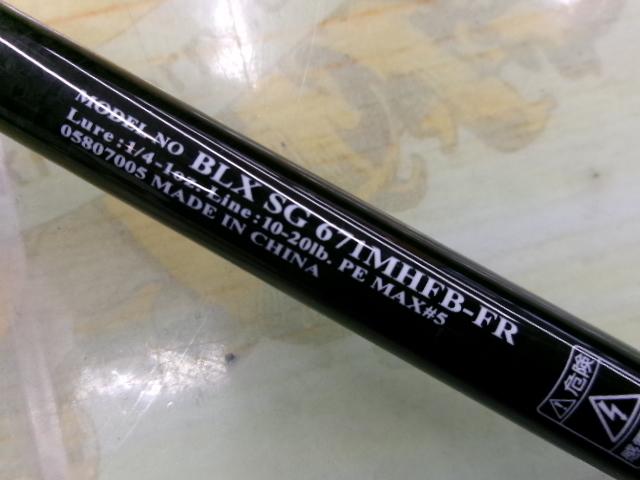 MODEL NO BLX SG 671MHFB-FR
Lure:1/4-1oz. Line:10-20lb. PE MAX#5
05807005 MADE IN CHINA
危険